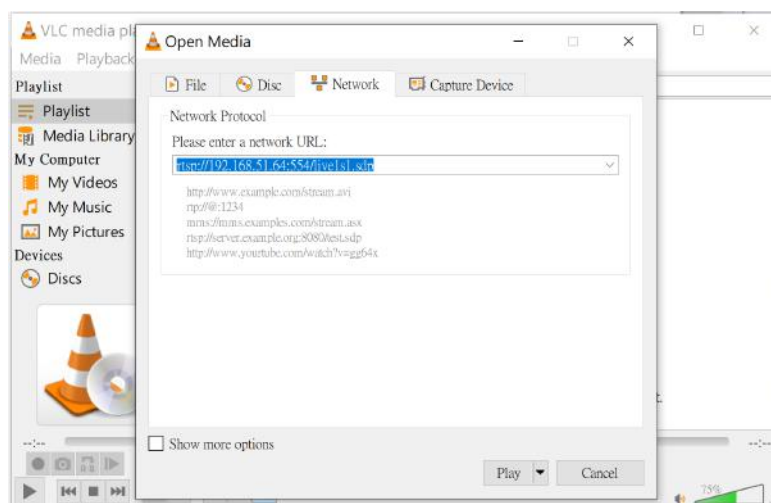 VLC media pl
Media Playback
Playlist
Playlist
Media Library
My Computer
My Videos
My Music
My Pictures
Devices
Discs
Open Media
File Disc Network Capture Device
Network Protocol
Please enter a network URL:
rtsp://192.168.51.64:554/live1s1.sdp
http://www.example.com/stream.avi
rtp://@:1234
mms://mms.examples.com/stream.asx
rtsp://server.example.org:8080/test.sdp
http://www.yourtube.com/watch?v=gg64x
t.
Show more options
Play Cancel
--:-- --:--
75%